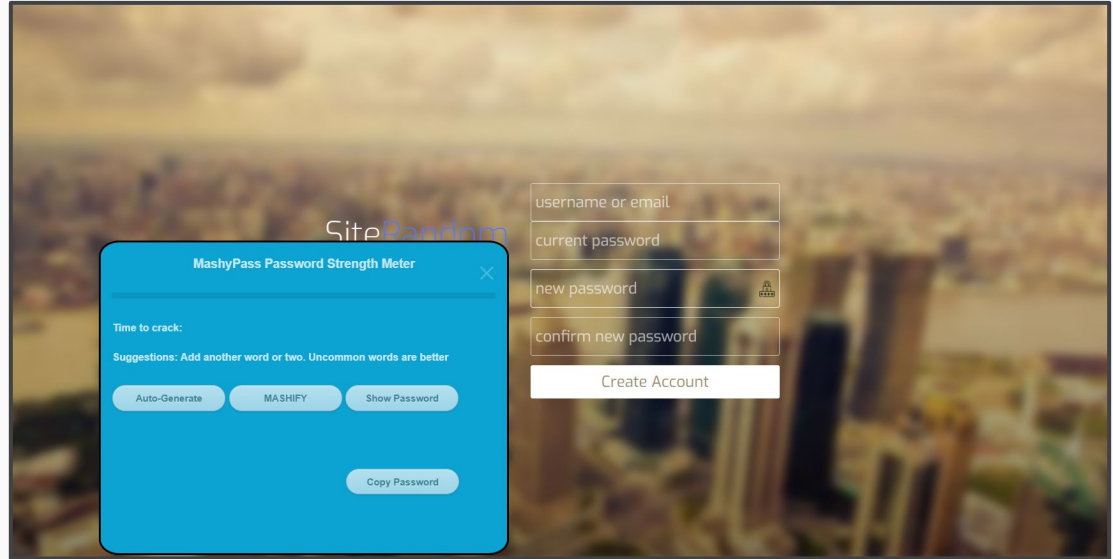 SiteRandom
MashyPass Password Strength Meter
Time to crack:
Suggestions: Add another word or two. Uncommon words are better
Auto-Generate
MASHIFY
Show Password
Copy Password
username or email
current password
new password
confirm new password
Create Account